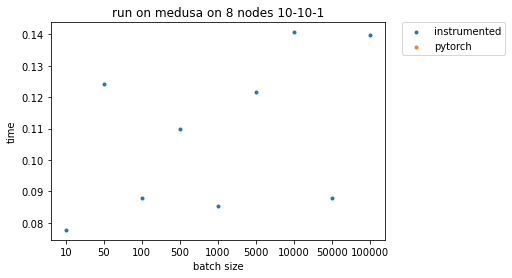 run on medusa on 8 nodes 10-10-1
instrumented
pytorch
0.14
0.13
0.12
0.11
0.10
0.09
0.08
time
10 50 100 500 1000 5000 10000 50000 100000
batch size